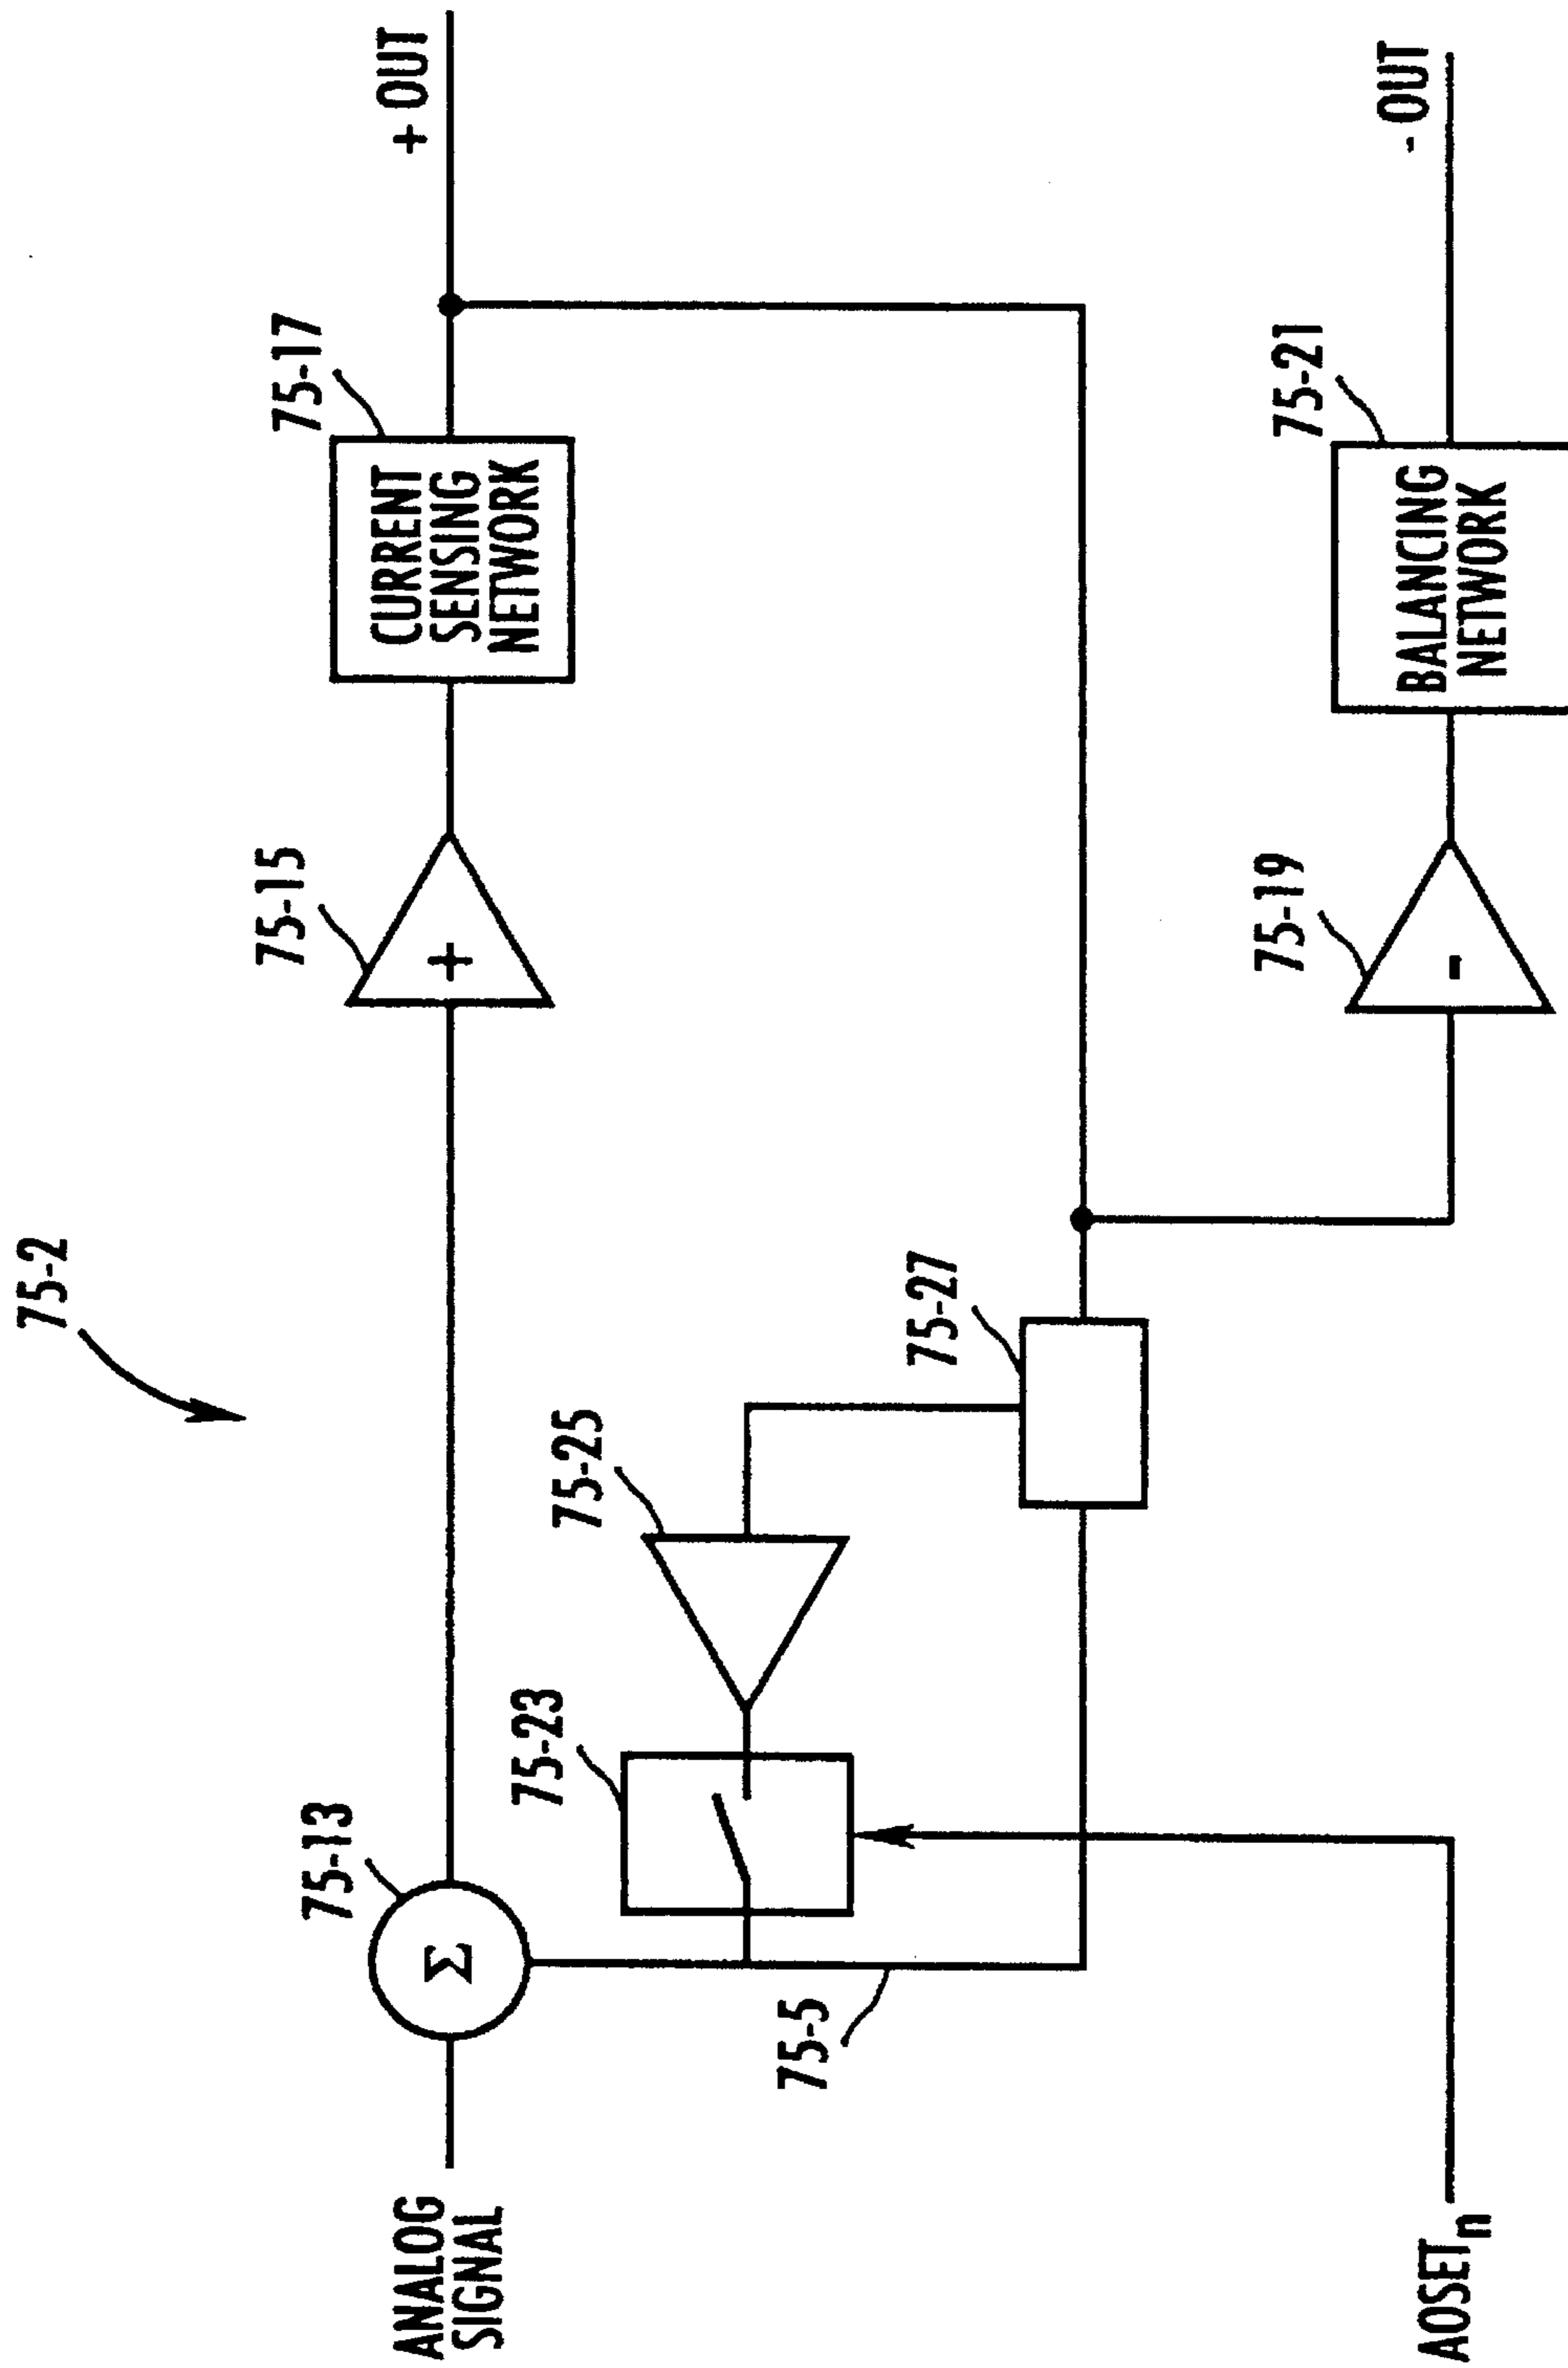 75-2
75-13
75-15
75-17
+ OUT
ANALOG
SIGNAL
Σ
+
CURRENT
SENSING
NETWORK
75-23
75-25
75-5
75-27
75-19
75-21
- OUT
AOSETn
-
BALANCING
NETWORK